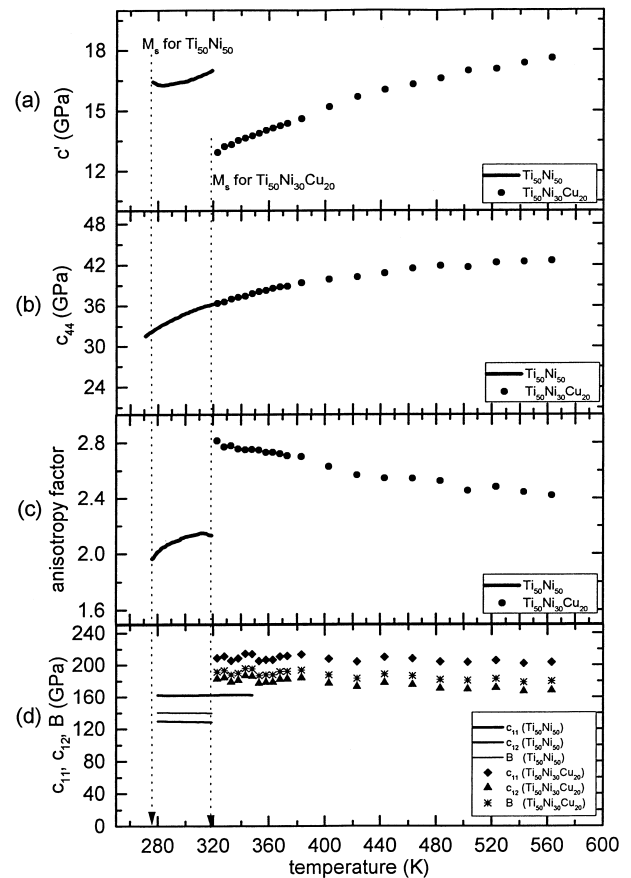 (a)
c' (GPa)
18
15
12
Mₛ for Ti₅₀Ni₅₀
Mₛ for Ti₅₀Ni₃₀Cu₂₀
Ti₅₀Ni₅₀
Ti₅₀Ni₃₀Cu₂₀
(b)
c₄₄ (GPa)
48
42
36
30
24
Ti₅₀Ni₅₀
Ti₅₀Ni₃₀Cu₂₀
(c)
anisotropy factor
2.8
2.4
2.0
1.6
Ti₅₀Ni₅₀
Ti₅₀Ni₃₀Cu₂₀
(d)
c₁₁, c₁₂, B (GPa)
240
200
160
120
80
40
0
c₁₁ (Ti₅₀Ni₅₀)
c₁₂ (Ti₅₀Ni₅₀)
B (Ti₅₀Ni₅₀)
c₁₁ (Ti₅₀Ni₃₀Cu₂₀)
c₁₂ (Ti₅₀Ni₃₀Cu₂₀)
B (Ti₅₀Ni₃₀Cu₂₀)
280 320 360 400 440 480 520 560 600
temperature (K)